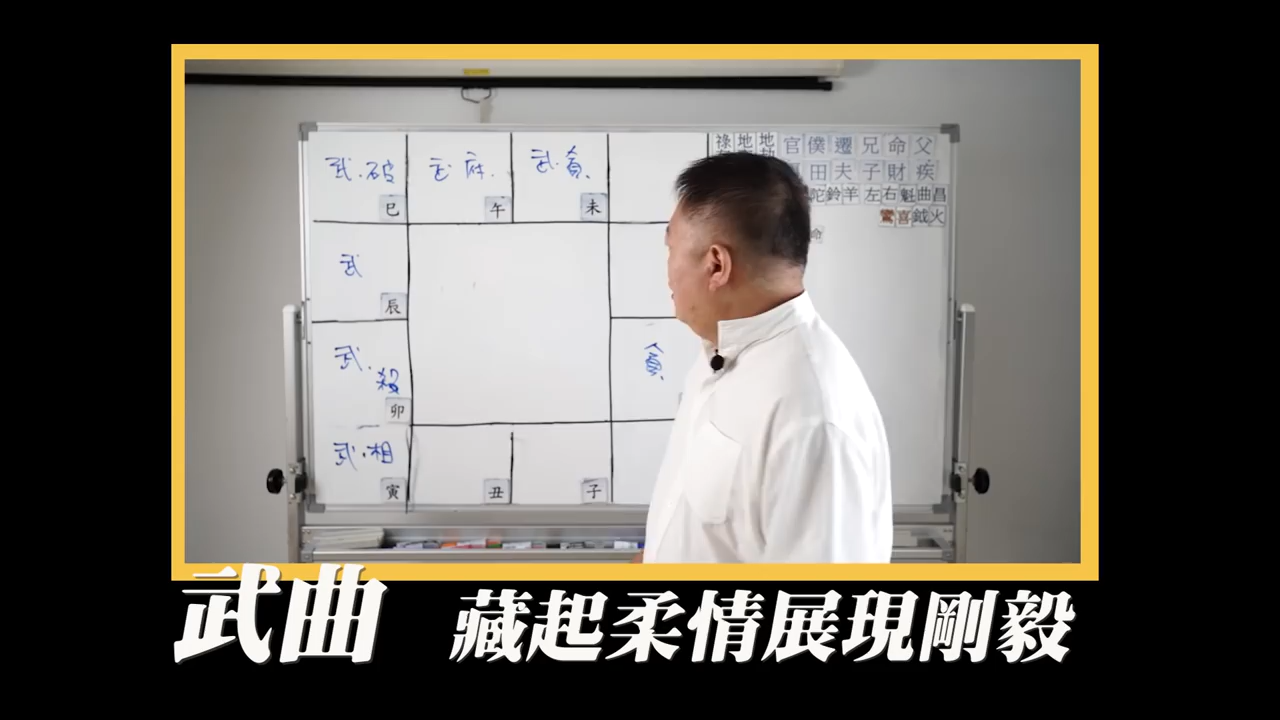 武.破
巳
武府.
午
武.貪.
未
武
辰
武.
殺
卯
武.相
寅
丑
子
貪
祿地地官僕遷兄命父
田夫子財疾
陀鈴羊左右魁曲昌
鸞喜鉞火
命
武曲 藏起柔情展現剛毅